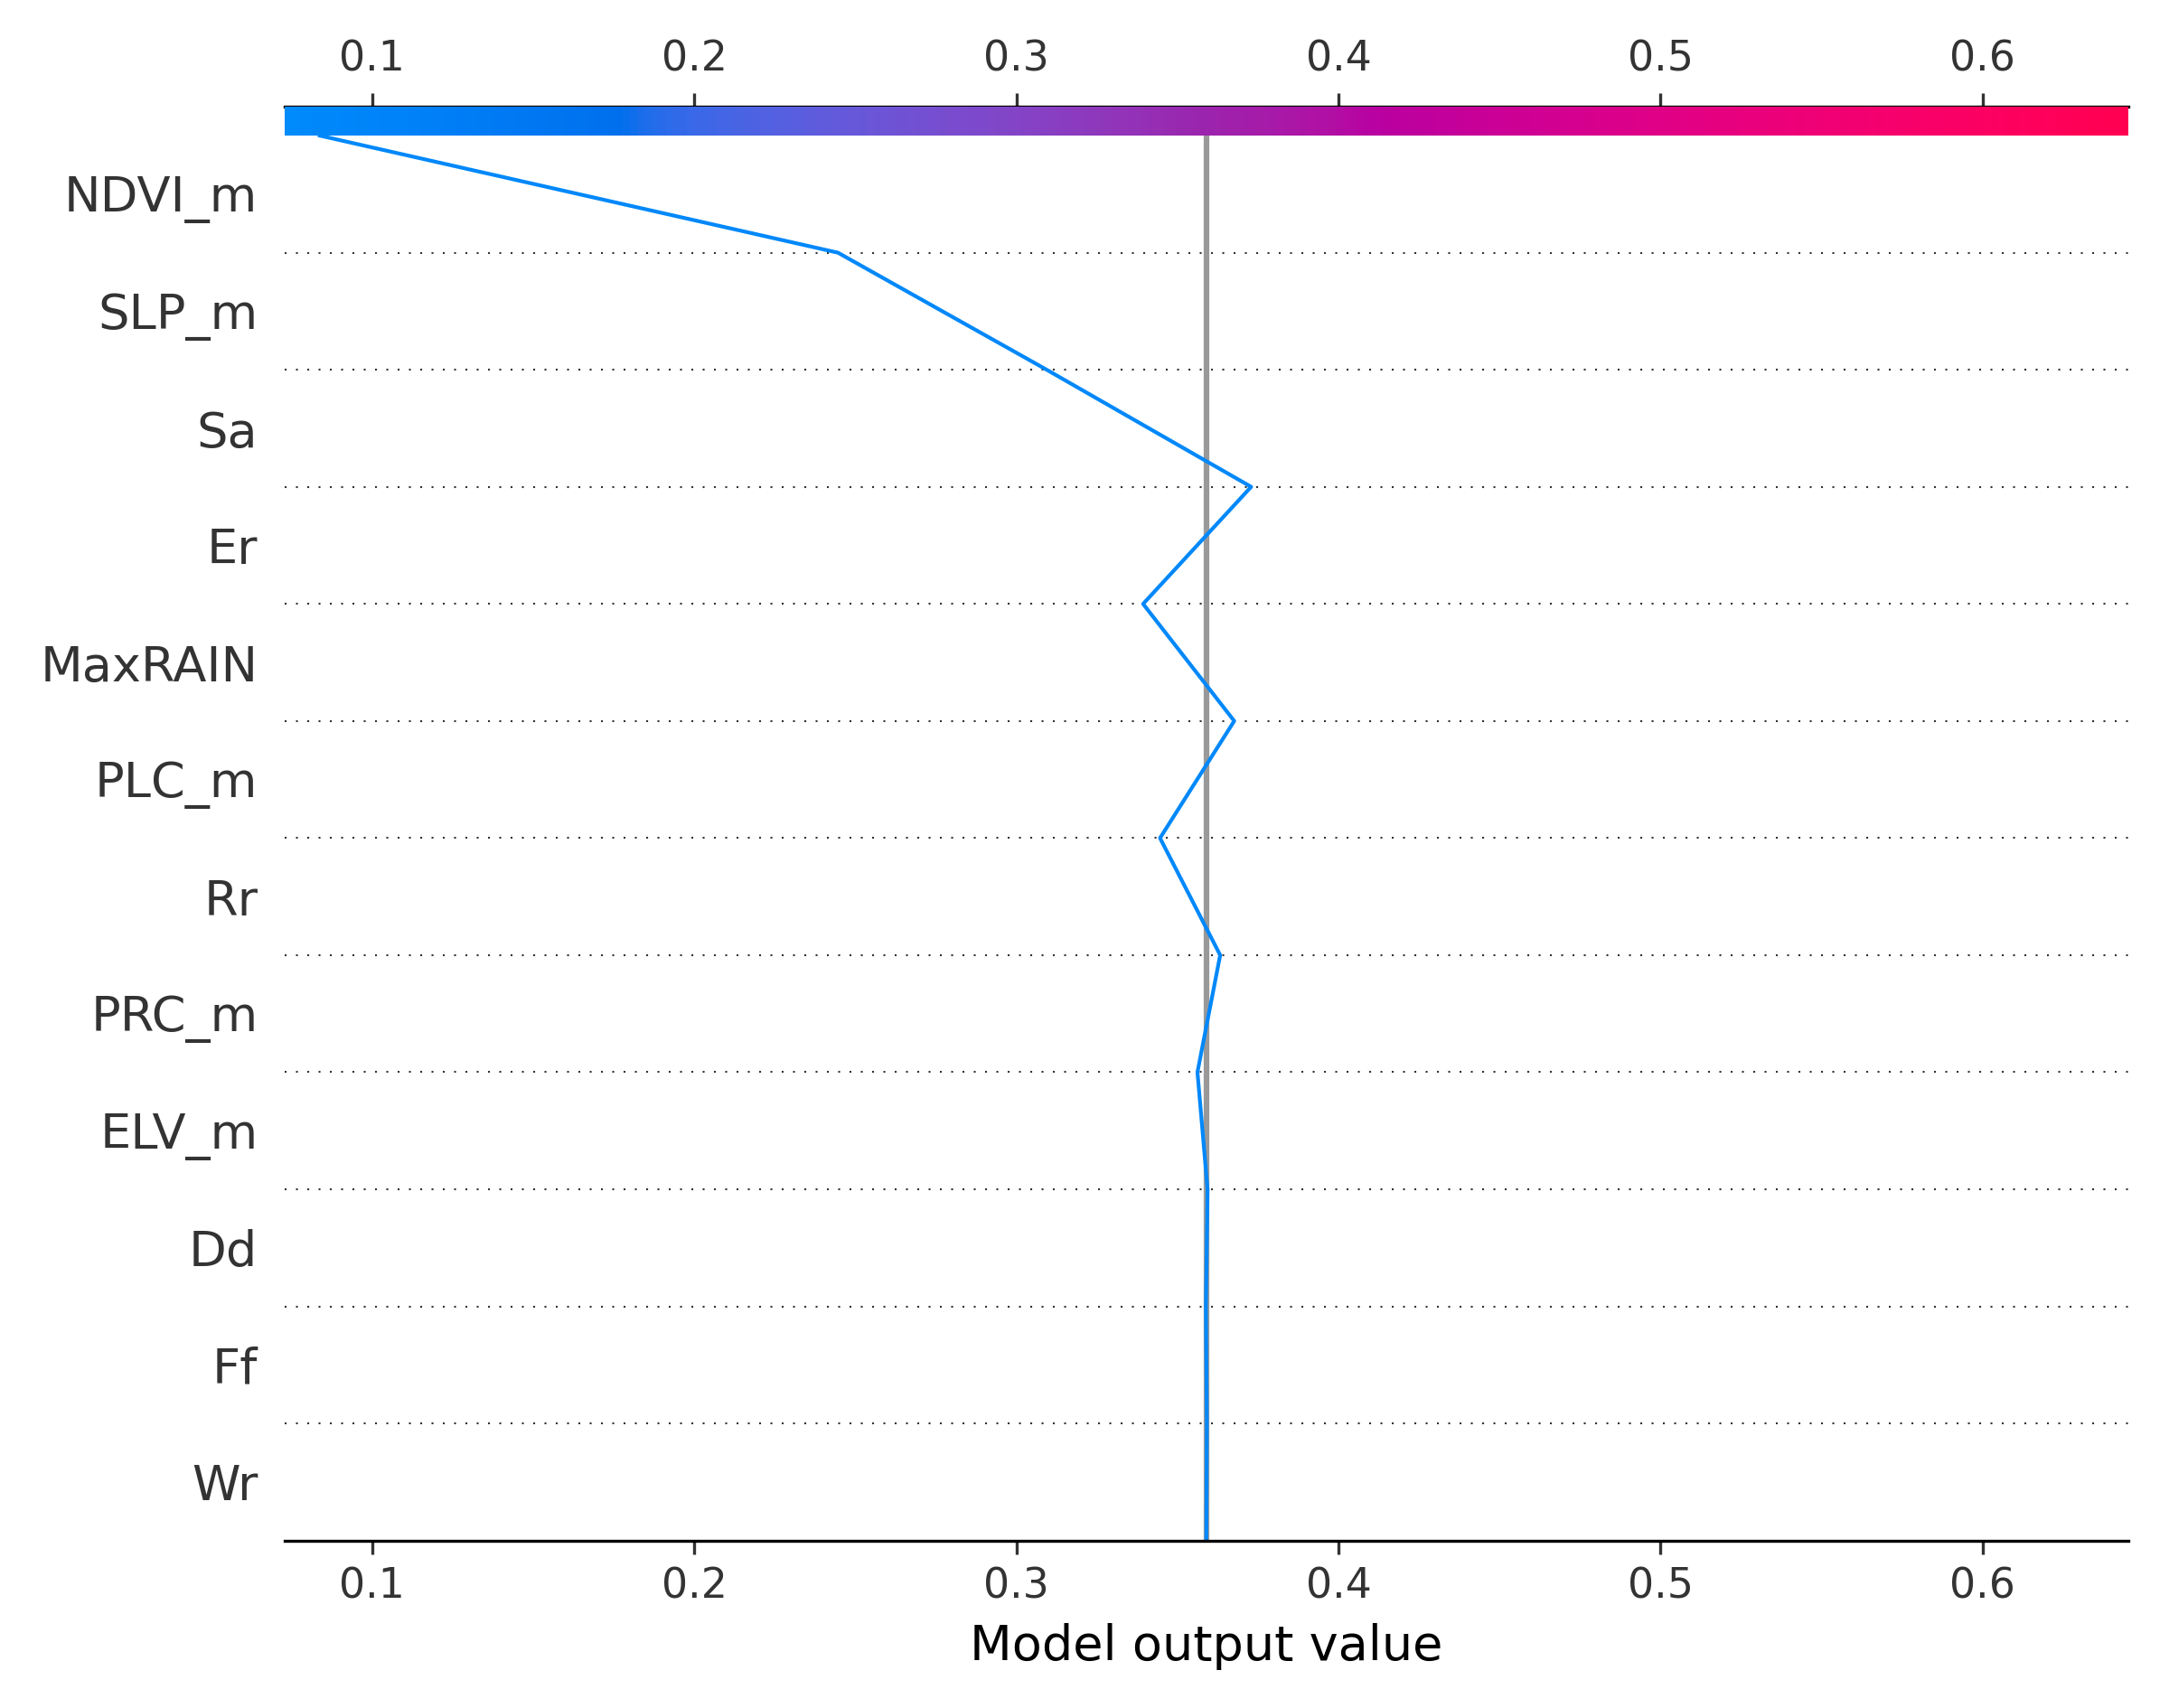 0.1 0.2 0.3 0.4 0.5 0.6
NDVI_m
SLP_m
Sa
Er
MaxRAIN
PLC_m
Rr
PRC_m
ELV_m
Dd
Ff
Wr
0.1 0.2 0.3 0.4 0.5 0.6
Model output value